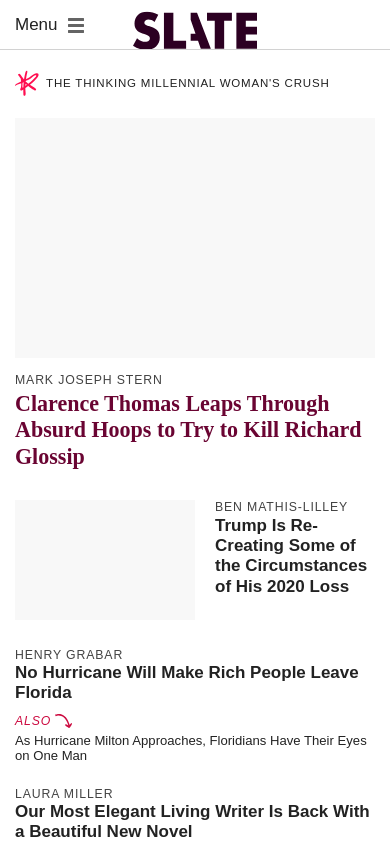 Menu
SLATE
THE THINKING MILLENNIAL WOMAN'S CRUSH
MARK JOSEPH STERN
Clarence Thomas Leaps Through
Absurd Hoops to Try to Kill Richard
Glossip
BEN MATHIS-LILLEY
Trump Is Re-
Creating Some of
the Circumstances
of His 2020 Loss
HENRY GRABAR
No Hurricane Will Make Rich People Leave
Florida
ALSO
As Hurricane Milton Approaches, Floridians Have Their Eyes
on One Man
LAURA MILLER
Our Most Elegant Living Writer Is Back With
a Beautiful New Novel